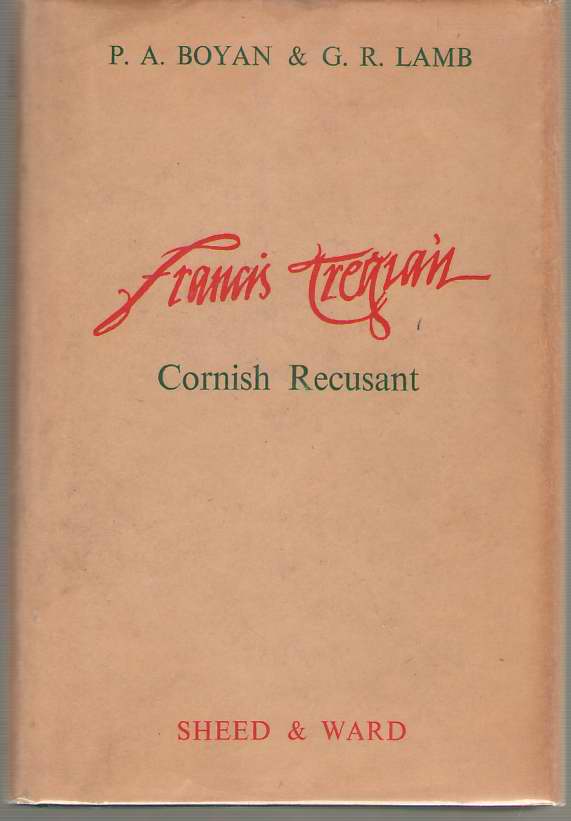 P. A. BOYAN & G. R. LAMB
Francis Tregian
Cornish Recusant
SHEED & WARD